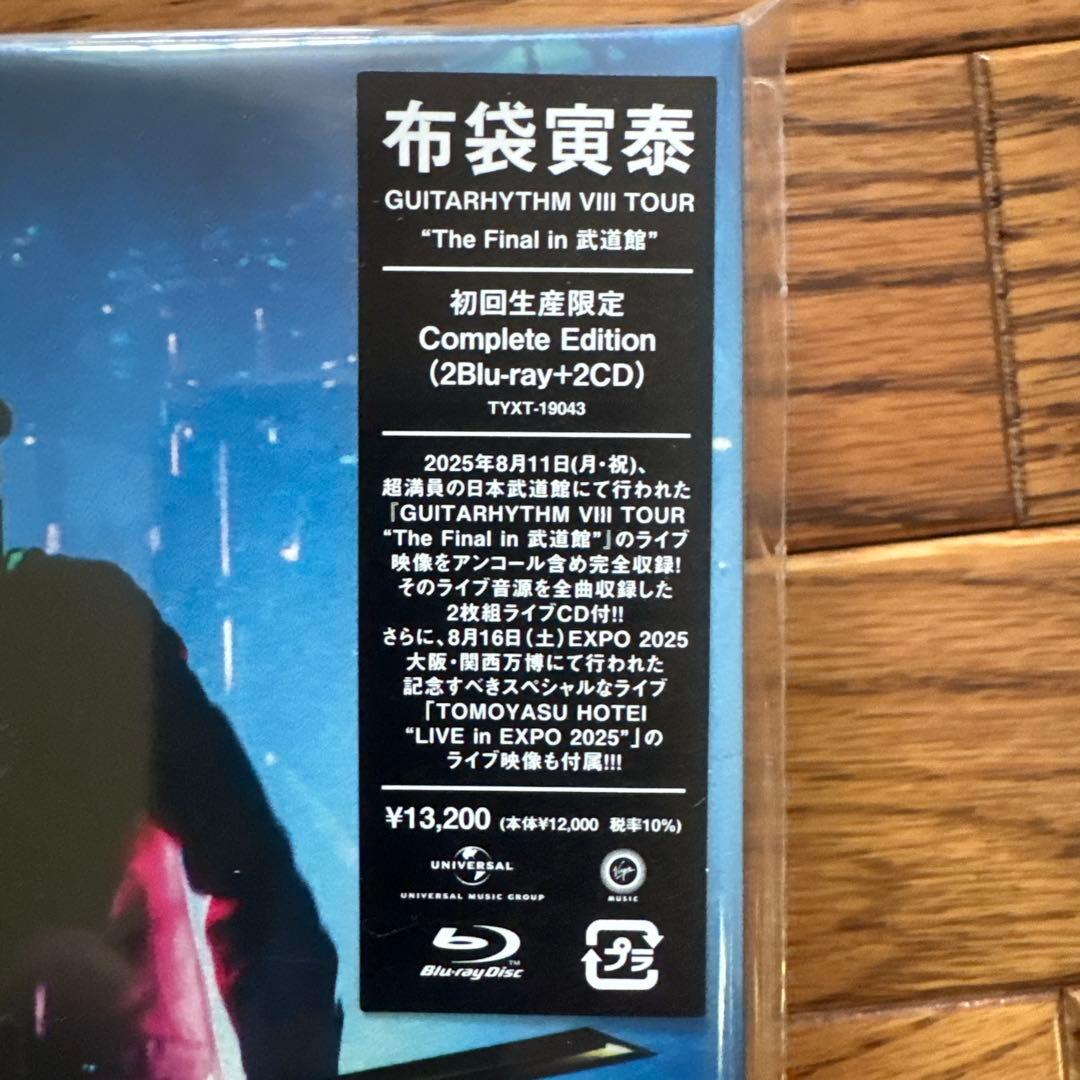 布袋寅泰
GUITARHYTHM VIII TOUR
“The Final in 武道館”
初回生産限定
Complete Edition
(2Blu-ray+2CD)
TYXT-19043
2025年8月11日(月・祝)、
超満員の日本武道館にて行われた
『GUITARHYTHM VIII TOUR
“The Final in 武道館”』のライブ
映像をアンコール含め完全収録!
そのライブ音源を全曲収録した
2枚組ライブCD付!!
さらに、8月16日(土)EXPO 2025
大阪・関西万博にて行われた
記念すべきスペシャルなライブ
「TOMOYASU HOTEI
“LIVE in EXPO 2025”」の
ライブ映像も付属!!!
¥13,200 (本体¥12,000 税率10%)
UNIVERSAL
UNIVERSAL MUSIC GROUP
Virgin
MUSIC
Blu-ray Disc
TM
プラ